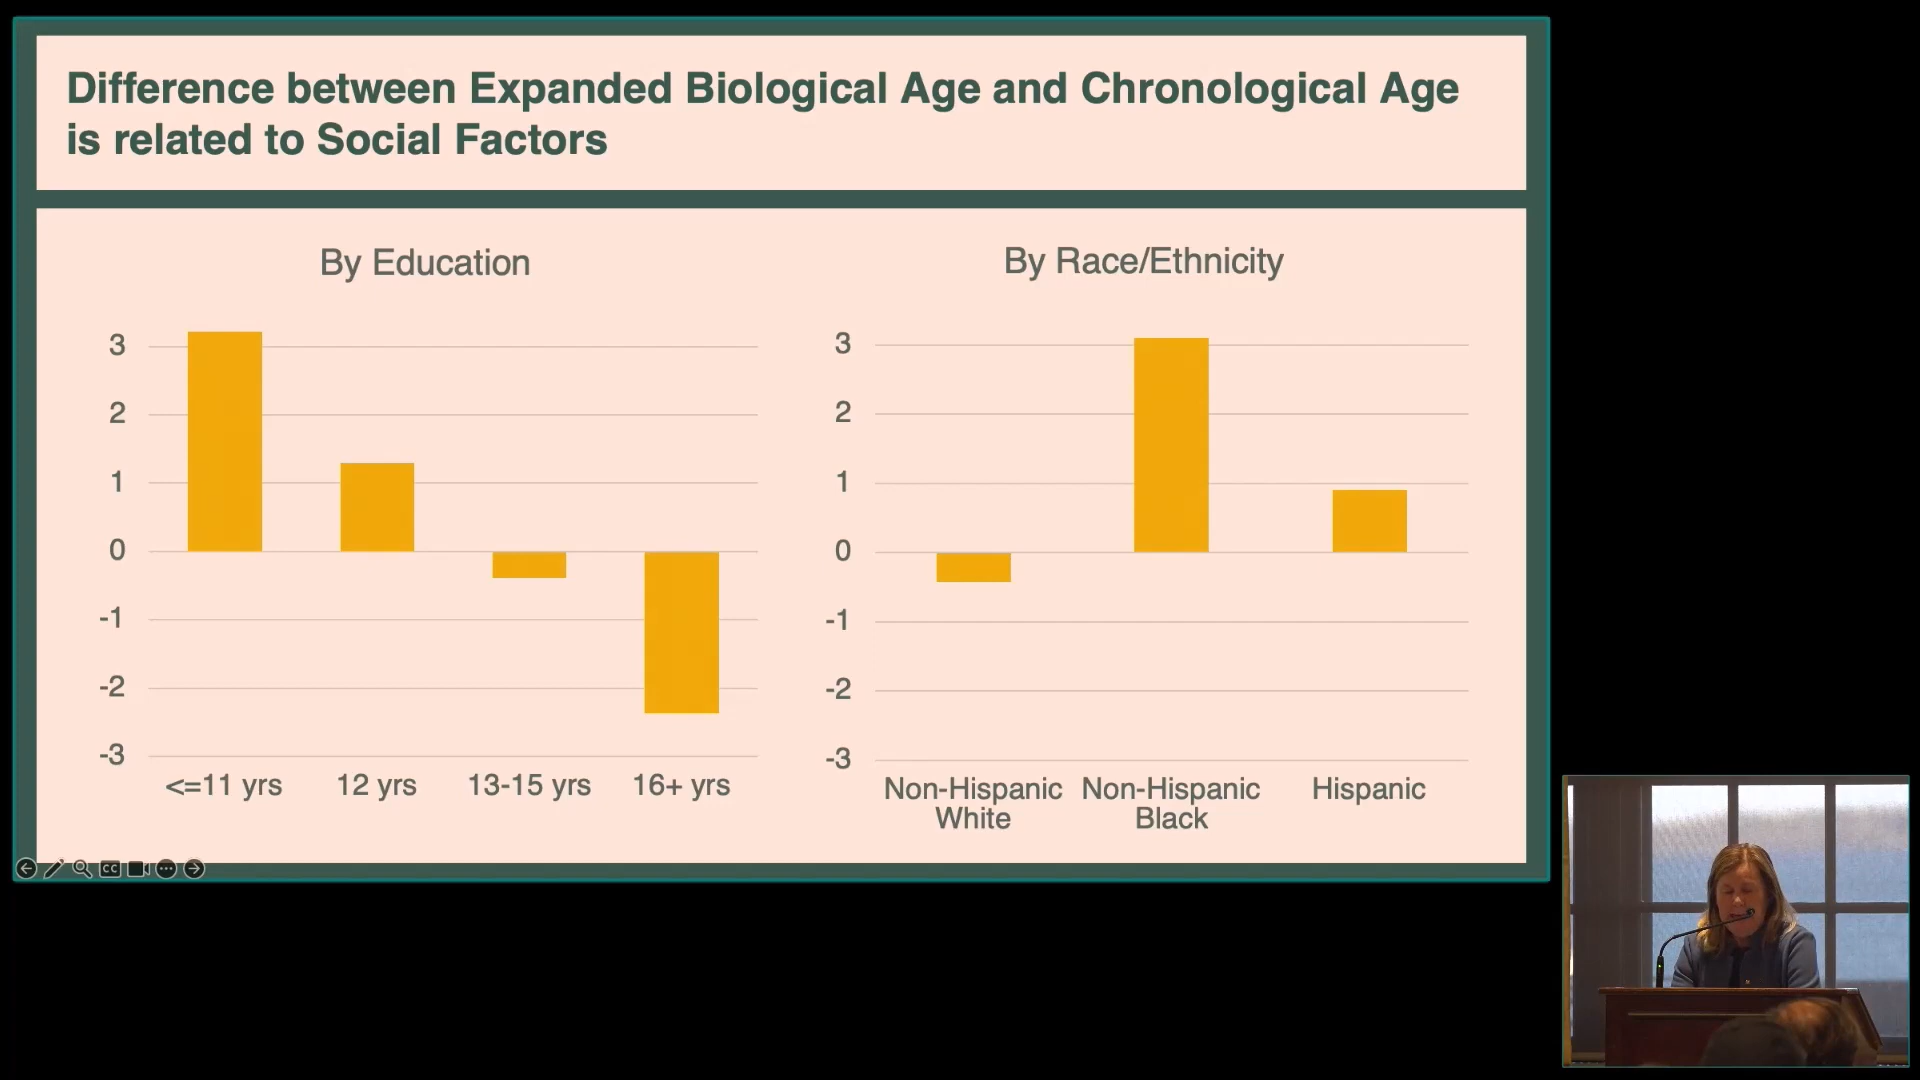 Difference between Expanded Biological Age and Chronological Age
is related to Social Factors
By Education
3
2
1
0
-1
-2
-3
<=11 yrs
12 yrs
13-15 yrs
16+ yrs
By Race/Ethnicity
3
2
1
0
-1
-2
-3
Non-Hispanic
White
Non-Hispanic
Black
Hispanic
CC